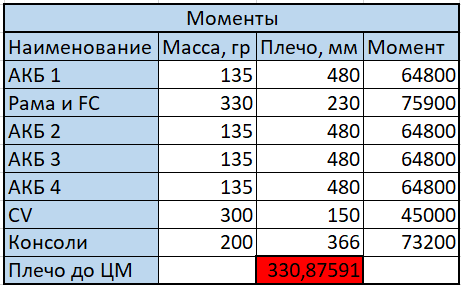 Моменты
Наименование Масса, гр Плечо, мм Момент
АКБ 1 135 480 64800
Рама и FC 330 230 75900
АКБ 2 135 480 64800
АКБ 3 135 480 64800
АКБ 4 135 480 64800
CV 300 150 45000
Консоли 200 366 73200
Плечо до ЦМ 330,87591